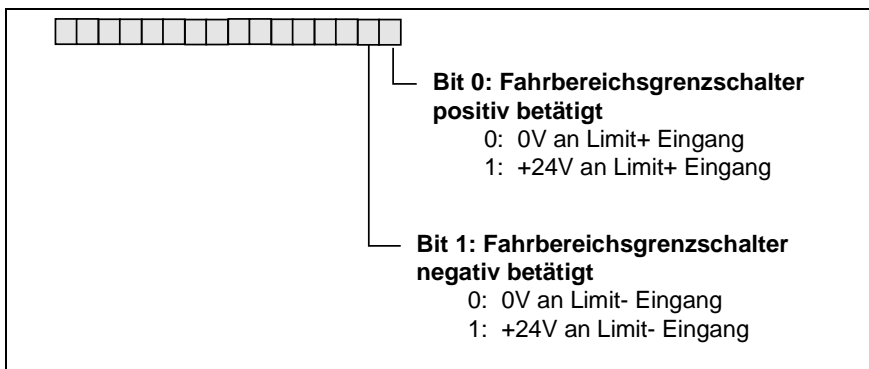 Bit 0: Fahrbereichsgrenzschalter
positiv betätigt
0: 0V an Limit+ Eingang
1: +24V an Limit+ Eingang
Bit 1: Fahrbereichsgrenzschalter
negativ betätigt
0: 0V an Limit- Eingang
1: +24V an Limit- Eingang